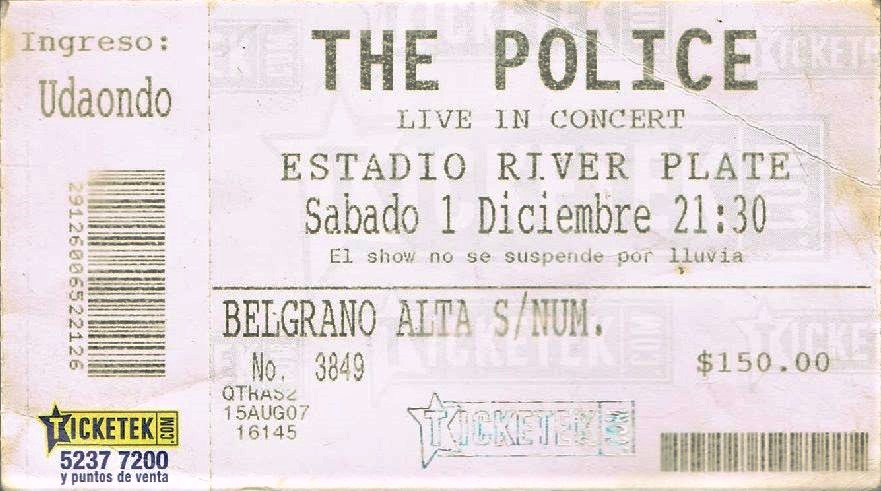 Ingreso:
Udaondo
2912600652212​6
TICKETEK.COM
5237 7200
y puntos de venta
THE POLICE
LIVE IN CONCERT
ESTADIO RIVER PLATE
Sabado 1 Diciembre 21:30
El show no se suspende por lluvia
BELGRANO ALTA S/NUM.
No. 3849
$150.00
QTRAS2
15AUG07
16145
TICKETEK.COM